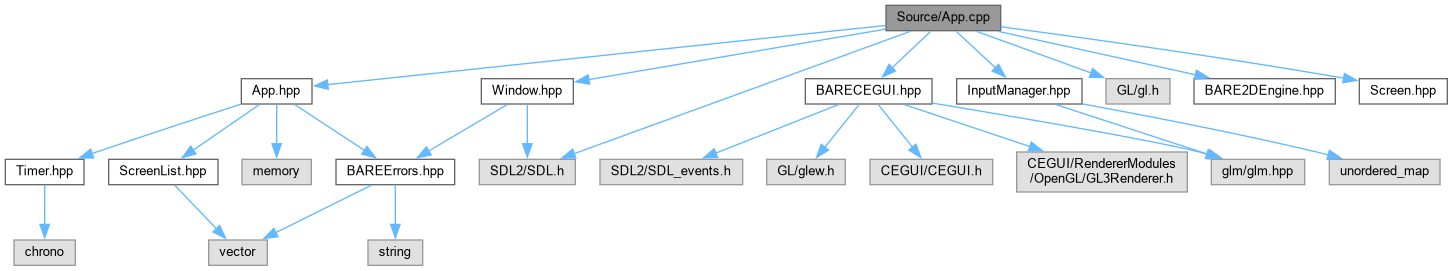 Source/App.cpp
App.hpp
Window.hpp
BARECEGUI.hpp
InputManager.hpp
GL/gl.h
BARE2DEngine.hpp
Screen.hpp
Timer.hpp
ScreenList.hpp
memory
BAREErrors.hpp
SDL2/SDL.h
SDL2/SDL_events.h
GL/glew.h
CEGUI/CEGUI.h
CEGUI/RendererModules
/OpenGL/GL3Renderer.h
glm/glm.hpp
unordered_map
chrono
vector
string